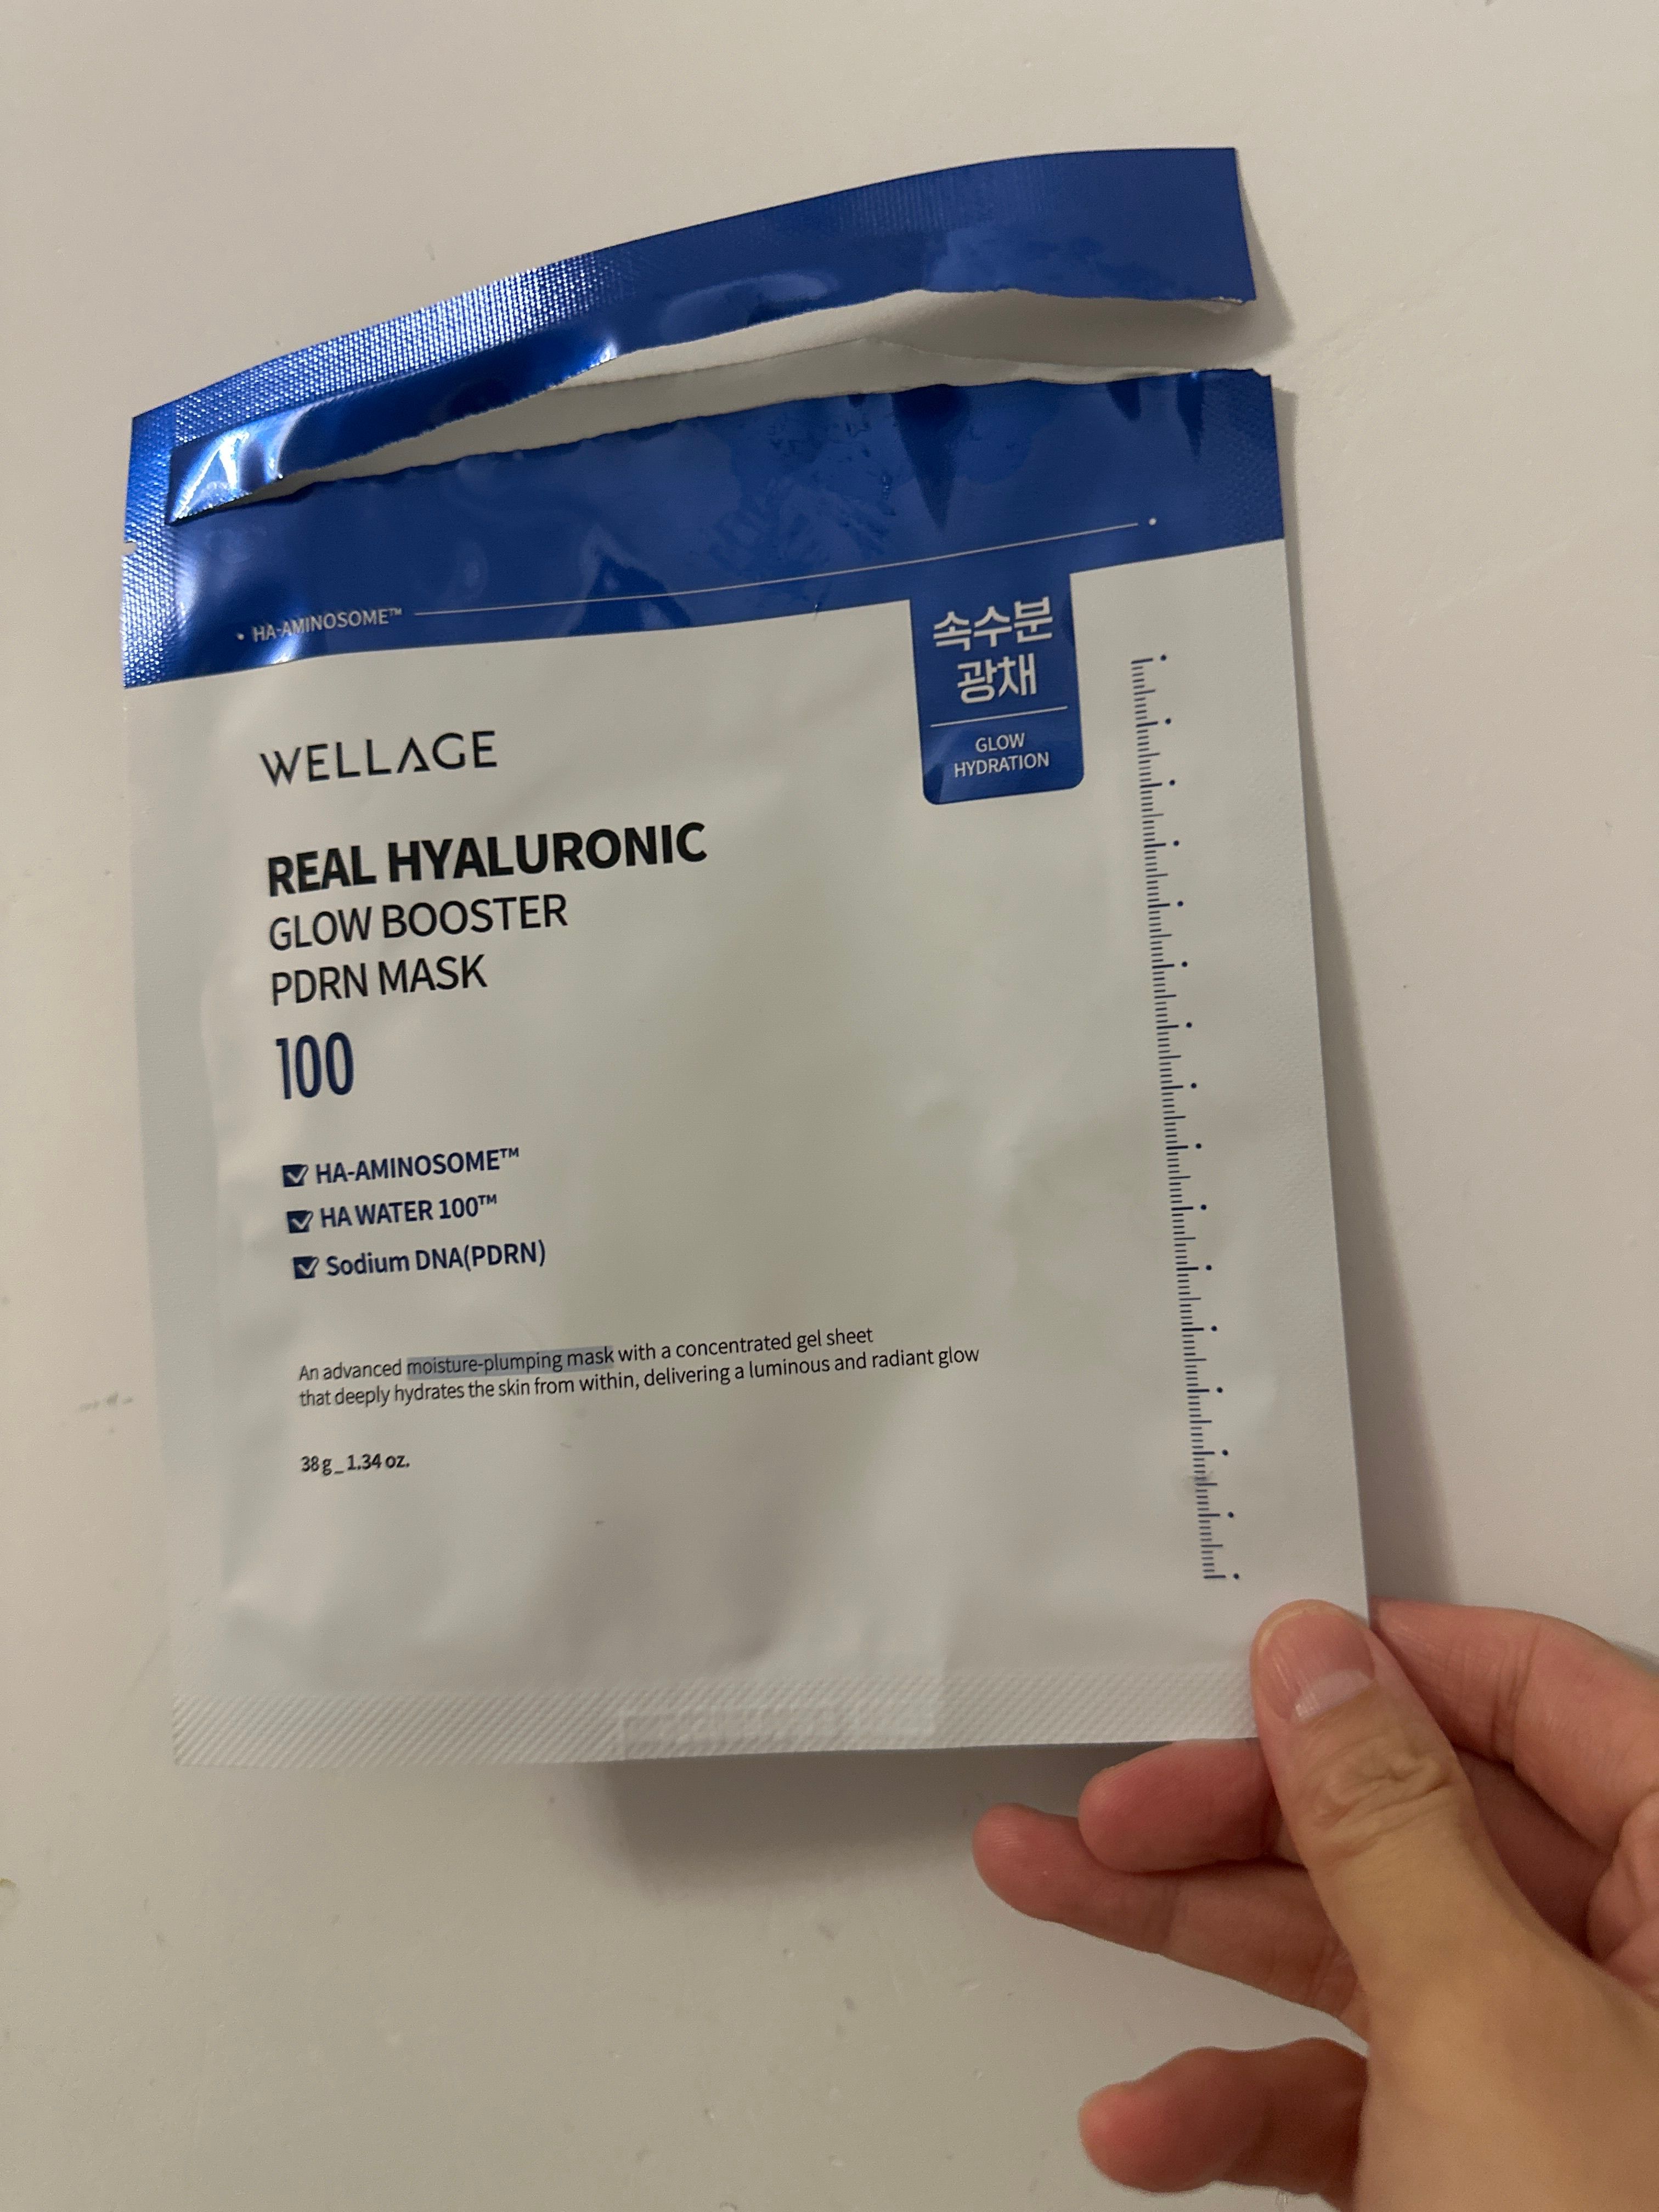 • HA-AMINOSOME™
속수분
광채
GLOW
HYDRATION
WELLAGE
REAL HYALURONIC
GLOW BOOSTER
PDRN MASK
100
HA-AMINOSOME™
HA WATER 100™
Sodium DNA(PDRN)
An advanced moisture-plumping mask with a concentrated gel sheet
that deeply hydrates the skin from within, delivering a luminous and radiant glow
38 g_1.34 oz.